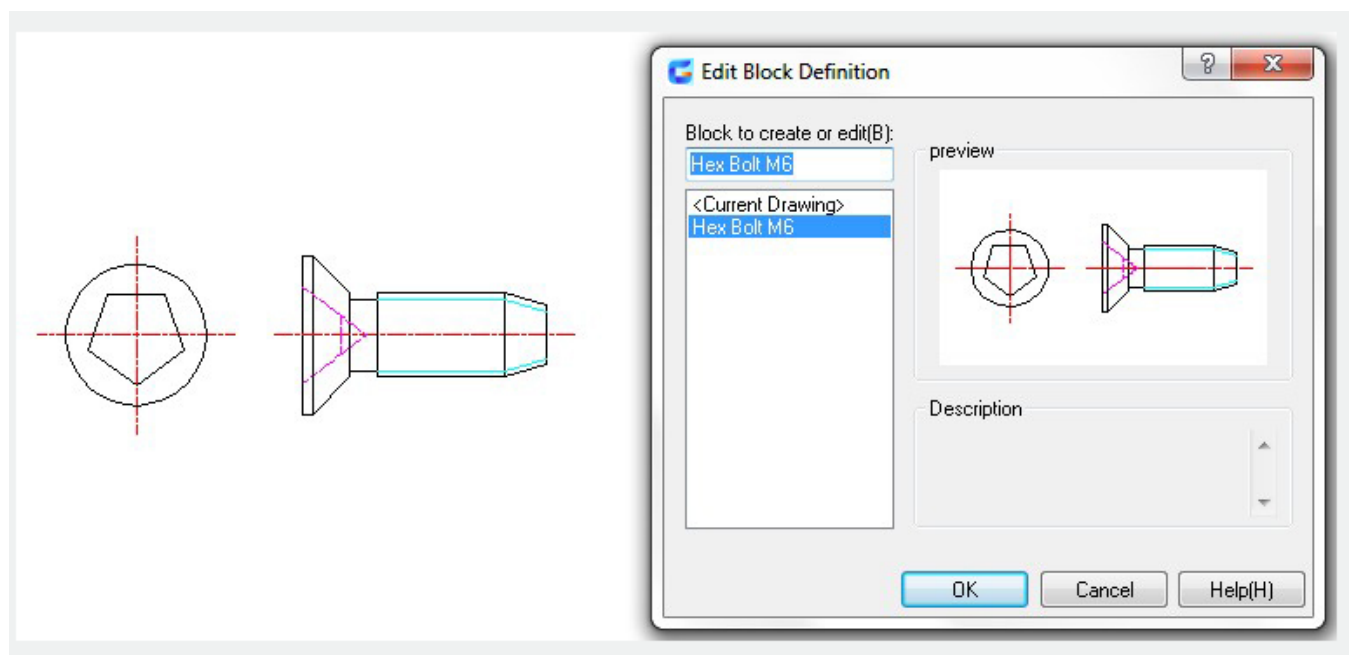 Edit Block Definition
Block to create or edit(B):
Hex Bolt M6
<Current Drawing>
Hex Bolt M6
preview
Description
OK
Cancel
Help(H)